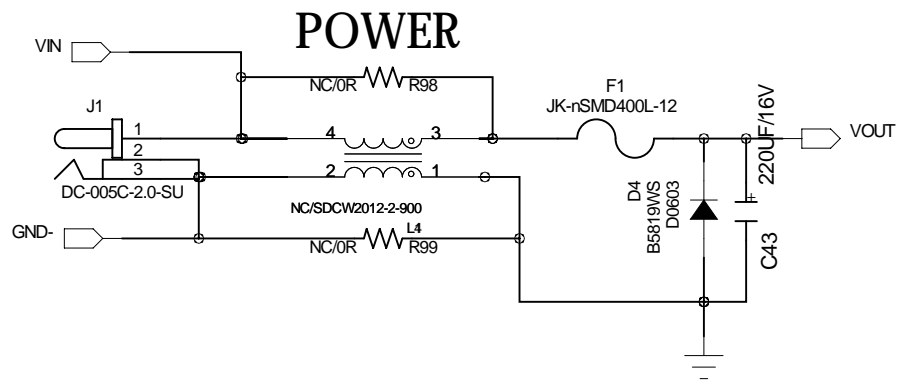 POWER
VIN
NC/0R
R98
F1
JK-nSMD400L-12
J1
1
4
3
VOUT
2
3
2
1
DC-005C-2.0-SU
220UF/16V
+
D4
B5819WS
D0603
NC/SDCW2012-2-900
GND-
L4
NC/0R
R99
C43